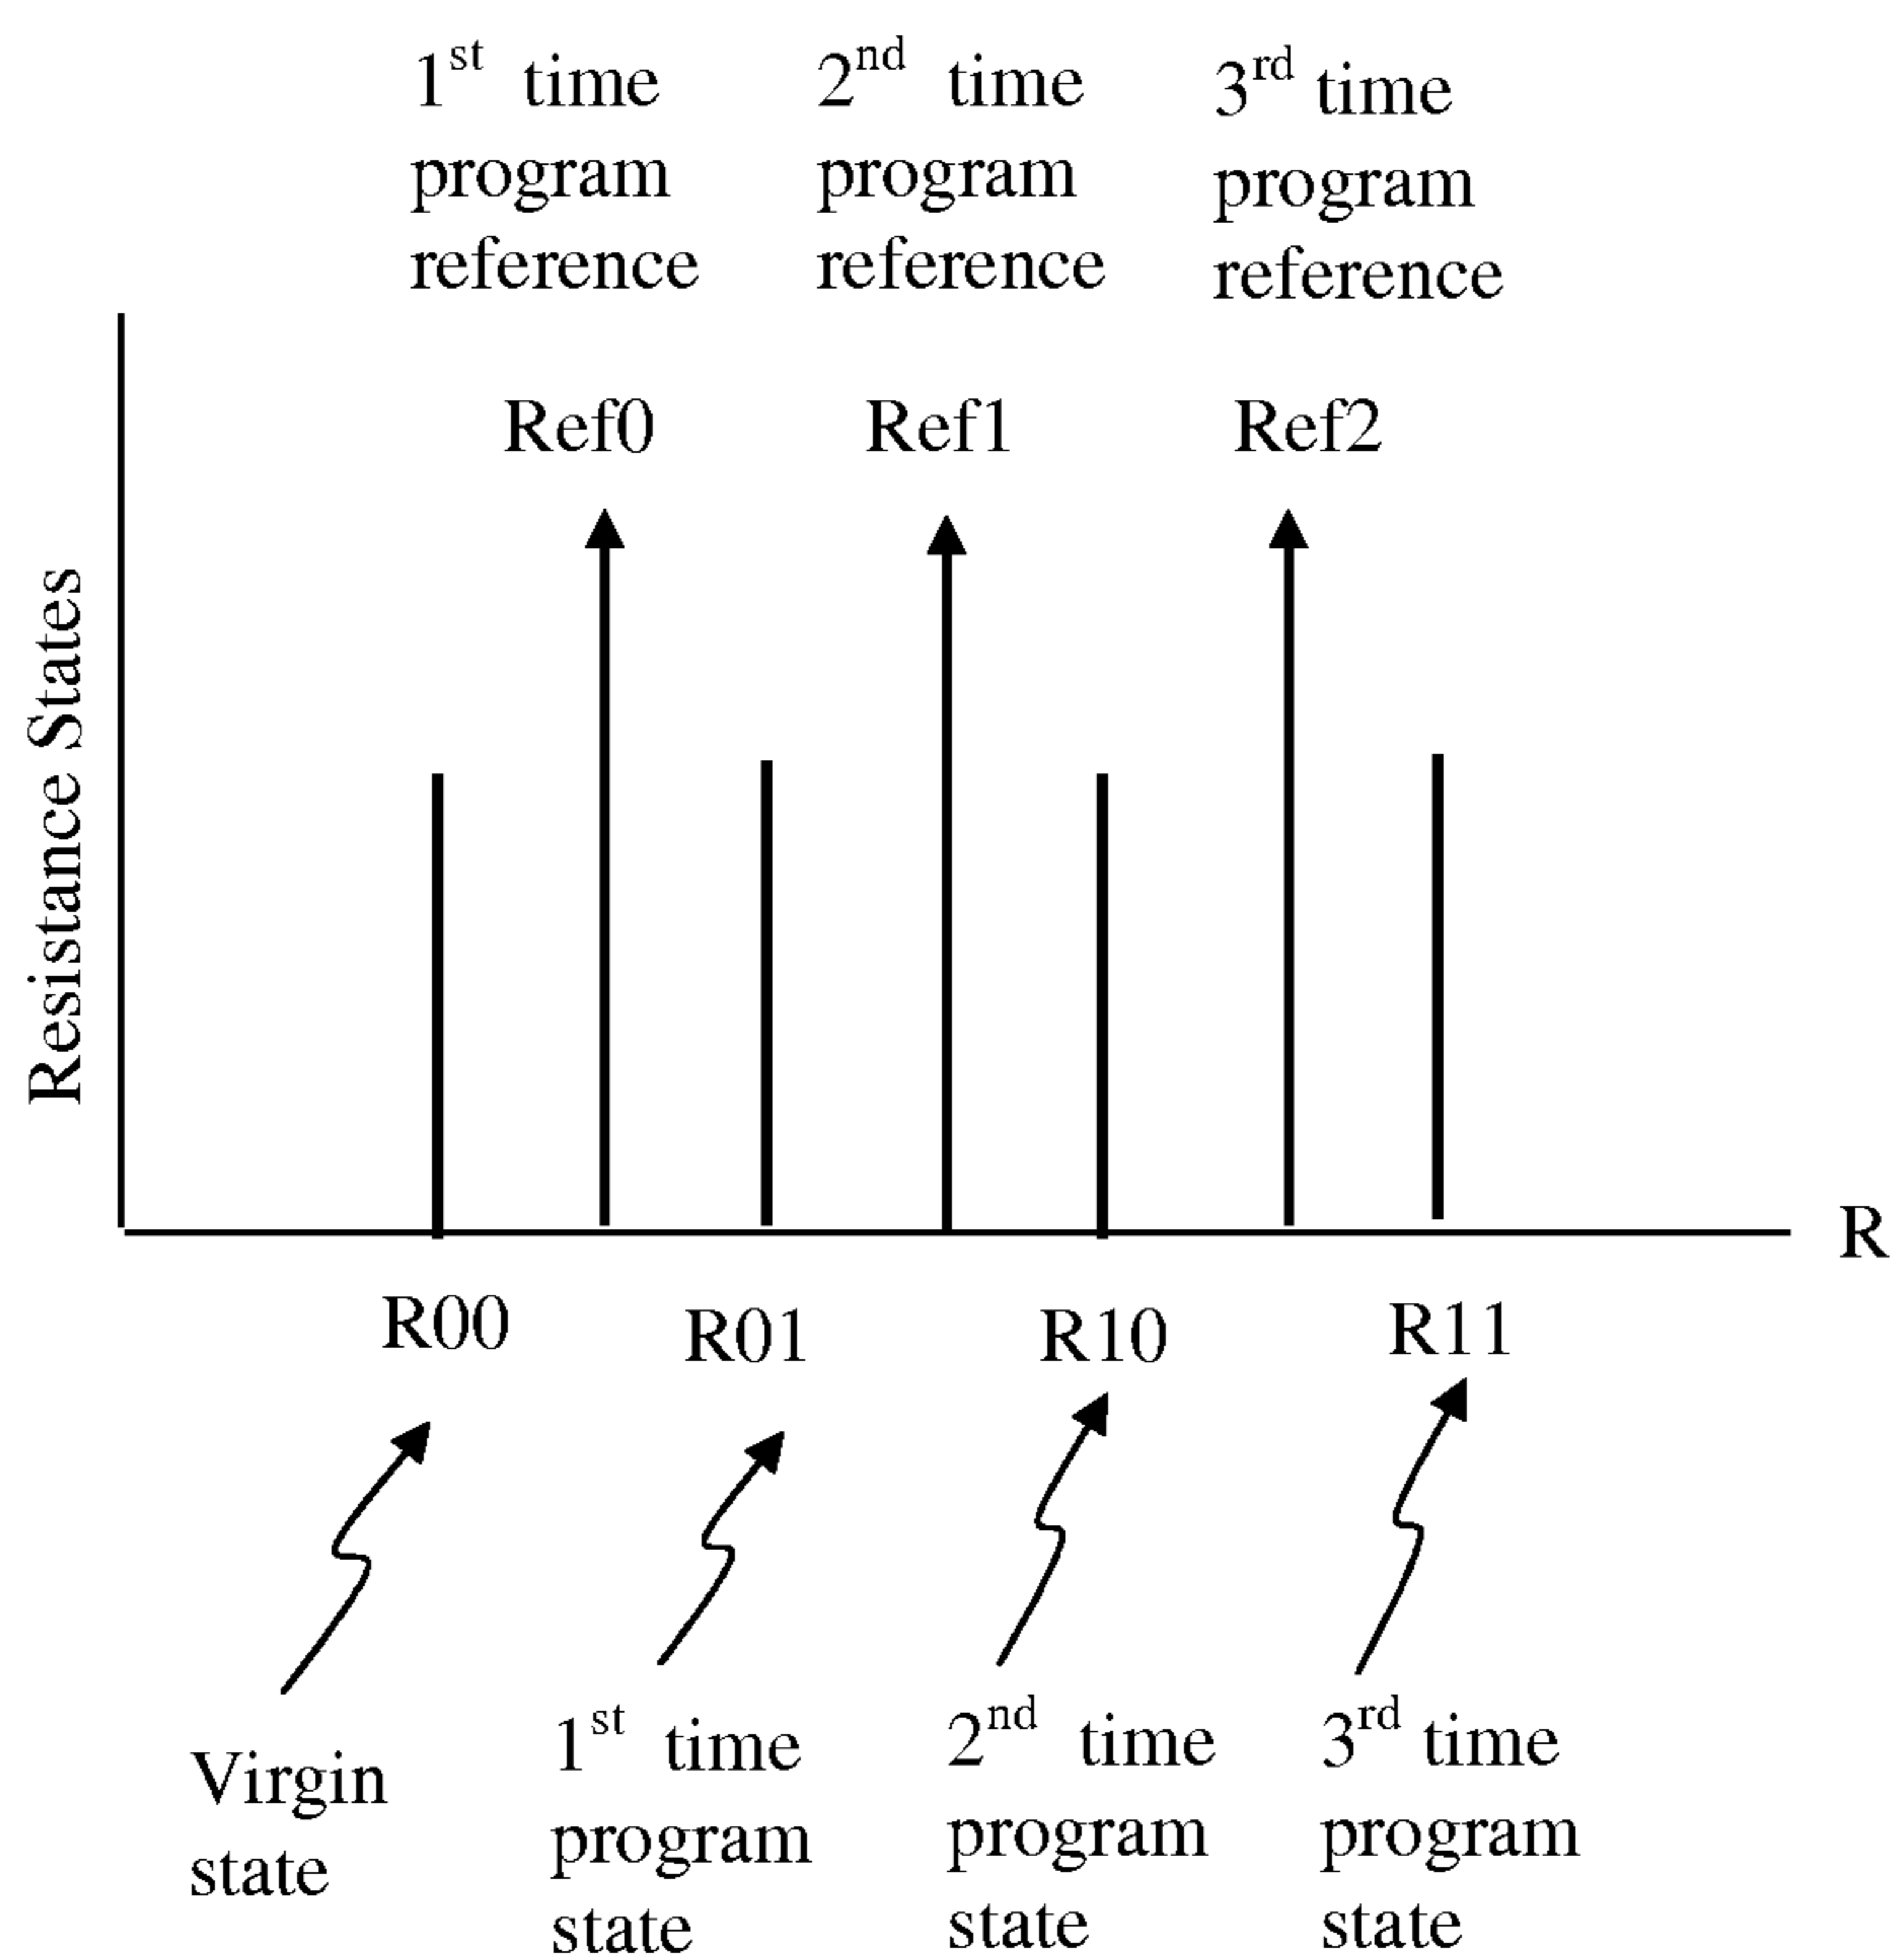 1st time
program
reference
2nd time
program
reference
3rd time
program
reference
Ref0
Ref1
Ref2
Resistance States
R
R00
R01
R10
R11
Virgin
state
1st time
program
state
2nd time
program
state
3rd time
program
state